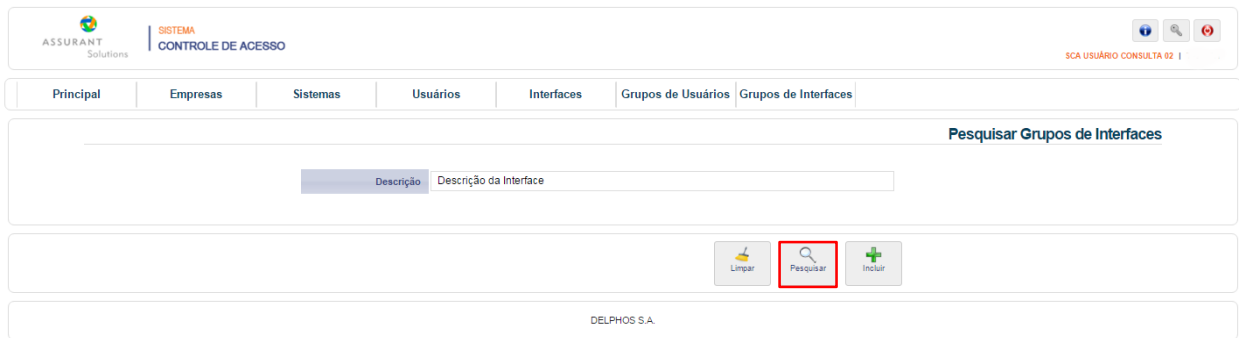 ASSURANT
Solutions
SISTEMA
CONTROLE DE ACESSO
SCA USUÁRIO CONSULTA 02 |
Principal Empresas Sistemas Usuários Interfaces Grupos de Usuários Grupos de Interfaces
Pesquisar Grupos de Interfaces
Descrição Descrição da Interface
Limpar Pesquisar Incluir
DELPHOS S.A.